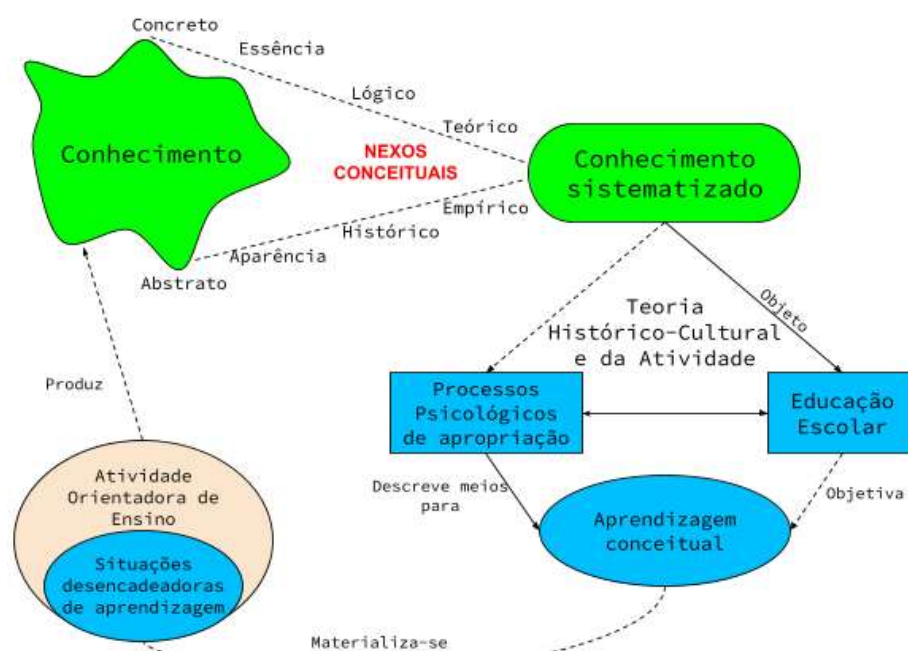 Concreto
Essência
Lógico
Teórico
Conhecimento
NEXOS
CONCEITUAIS
Conhecimento
sistematizado
Empírico
Histórico
Aparência
Abstrato
Objeto
Teoria
Histórico-Cultural
e da Atividade
Produz
Processos
Psicológicos
de apropriação
Educação
Escolar
Atividade
Orientadora de
Ensino
Descreve meios
para
Objetiva
Aprendizagem
conceitual
Situações
desencadeadoras
de aprendizagem
Materializa-se